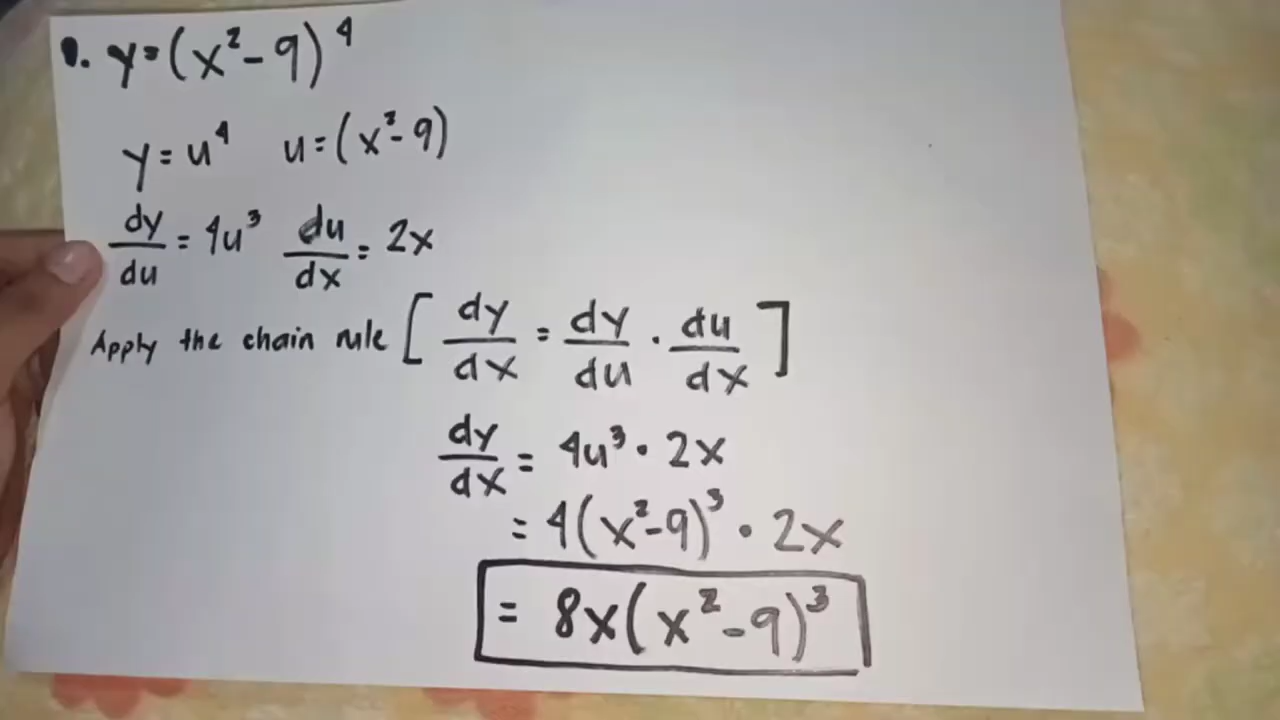 1. y=(x²-9)⁴
y=u⁴ u=(x²-9)
dy/du = 4u³ du/dx = 2x
Apply the chain rule [dy/dx = dy/du · du/dx]
dy/dx = 4u³ · 2x
= 4(x²-9)³ · 2x
= 8x(x²-9)³